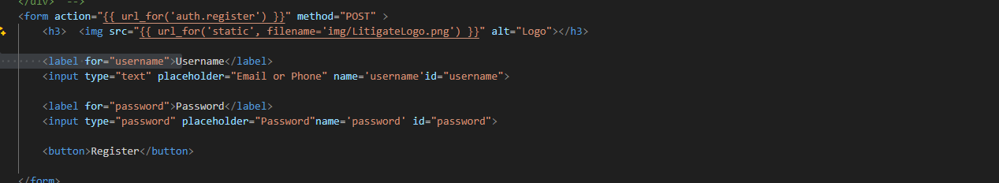 </div>  -->
<form action="{{ url_for('auth.register') }}" method="POST" >
<h3>  <img src="{{ url_for('static', filename='img/LitigateLogo.png') }}" alt="Logo"></h3>
<label for="username">Username</label>
<input type="text" placeholder="Email or Phone" name='username'id="username">
<label for="password">Password</label>
<input type="password" placeholder="Password"name='password' id="password">
<button>Register</button>
</form>